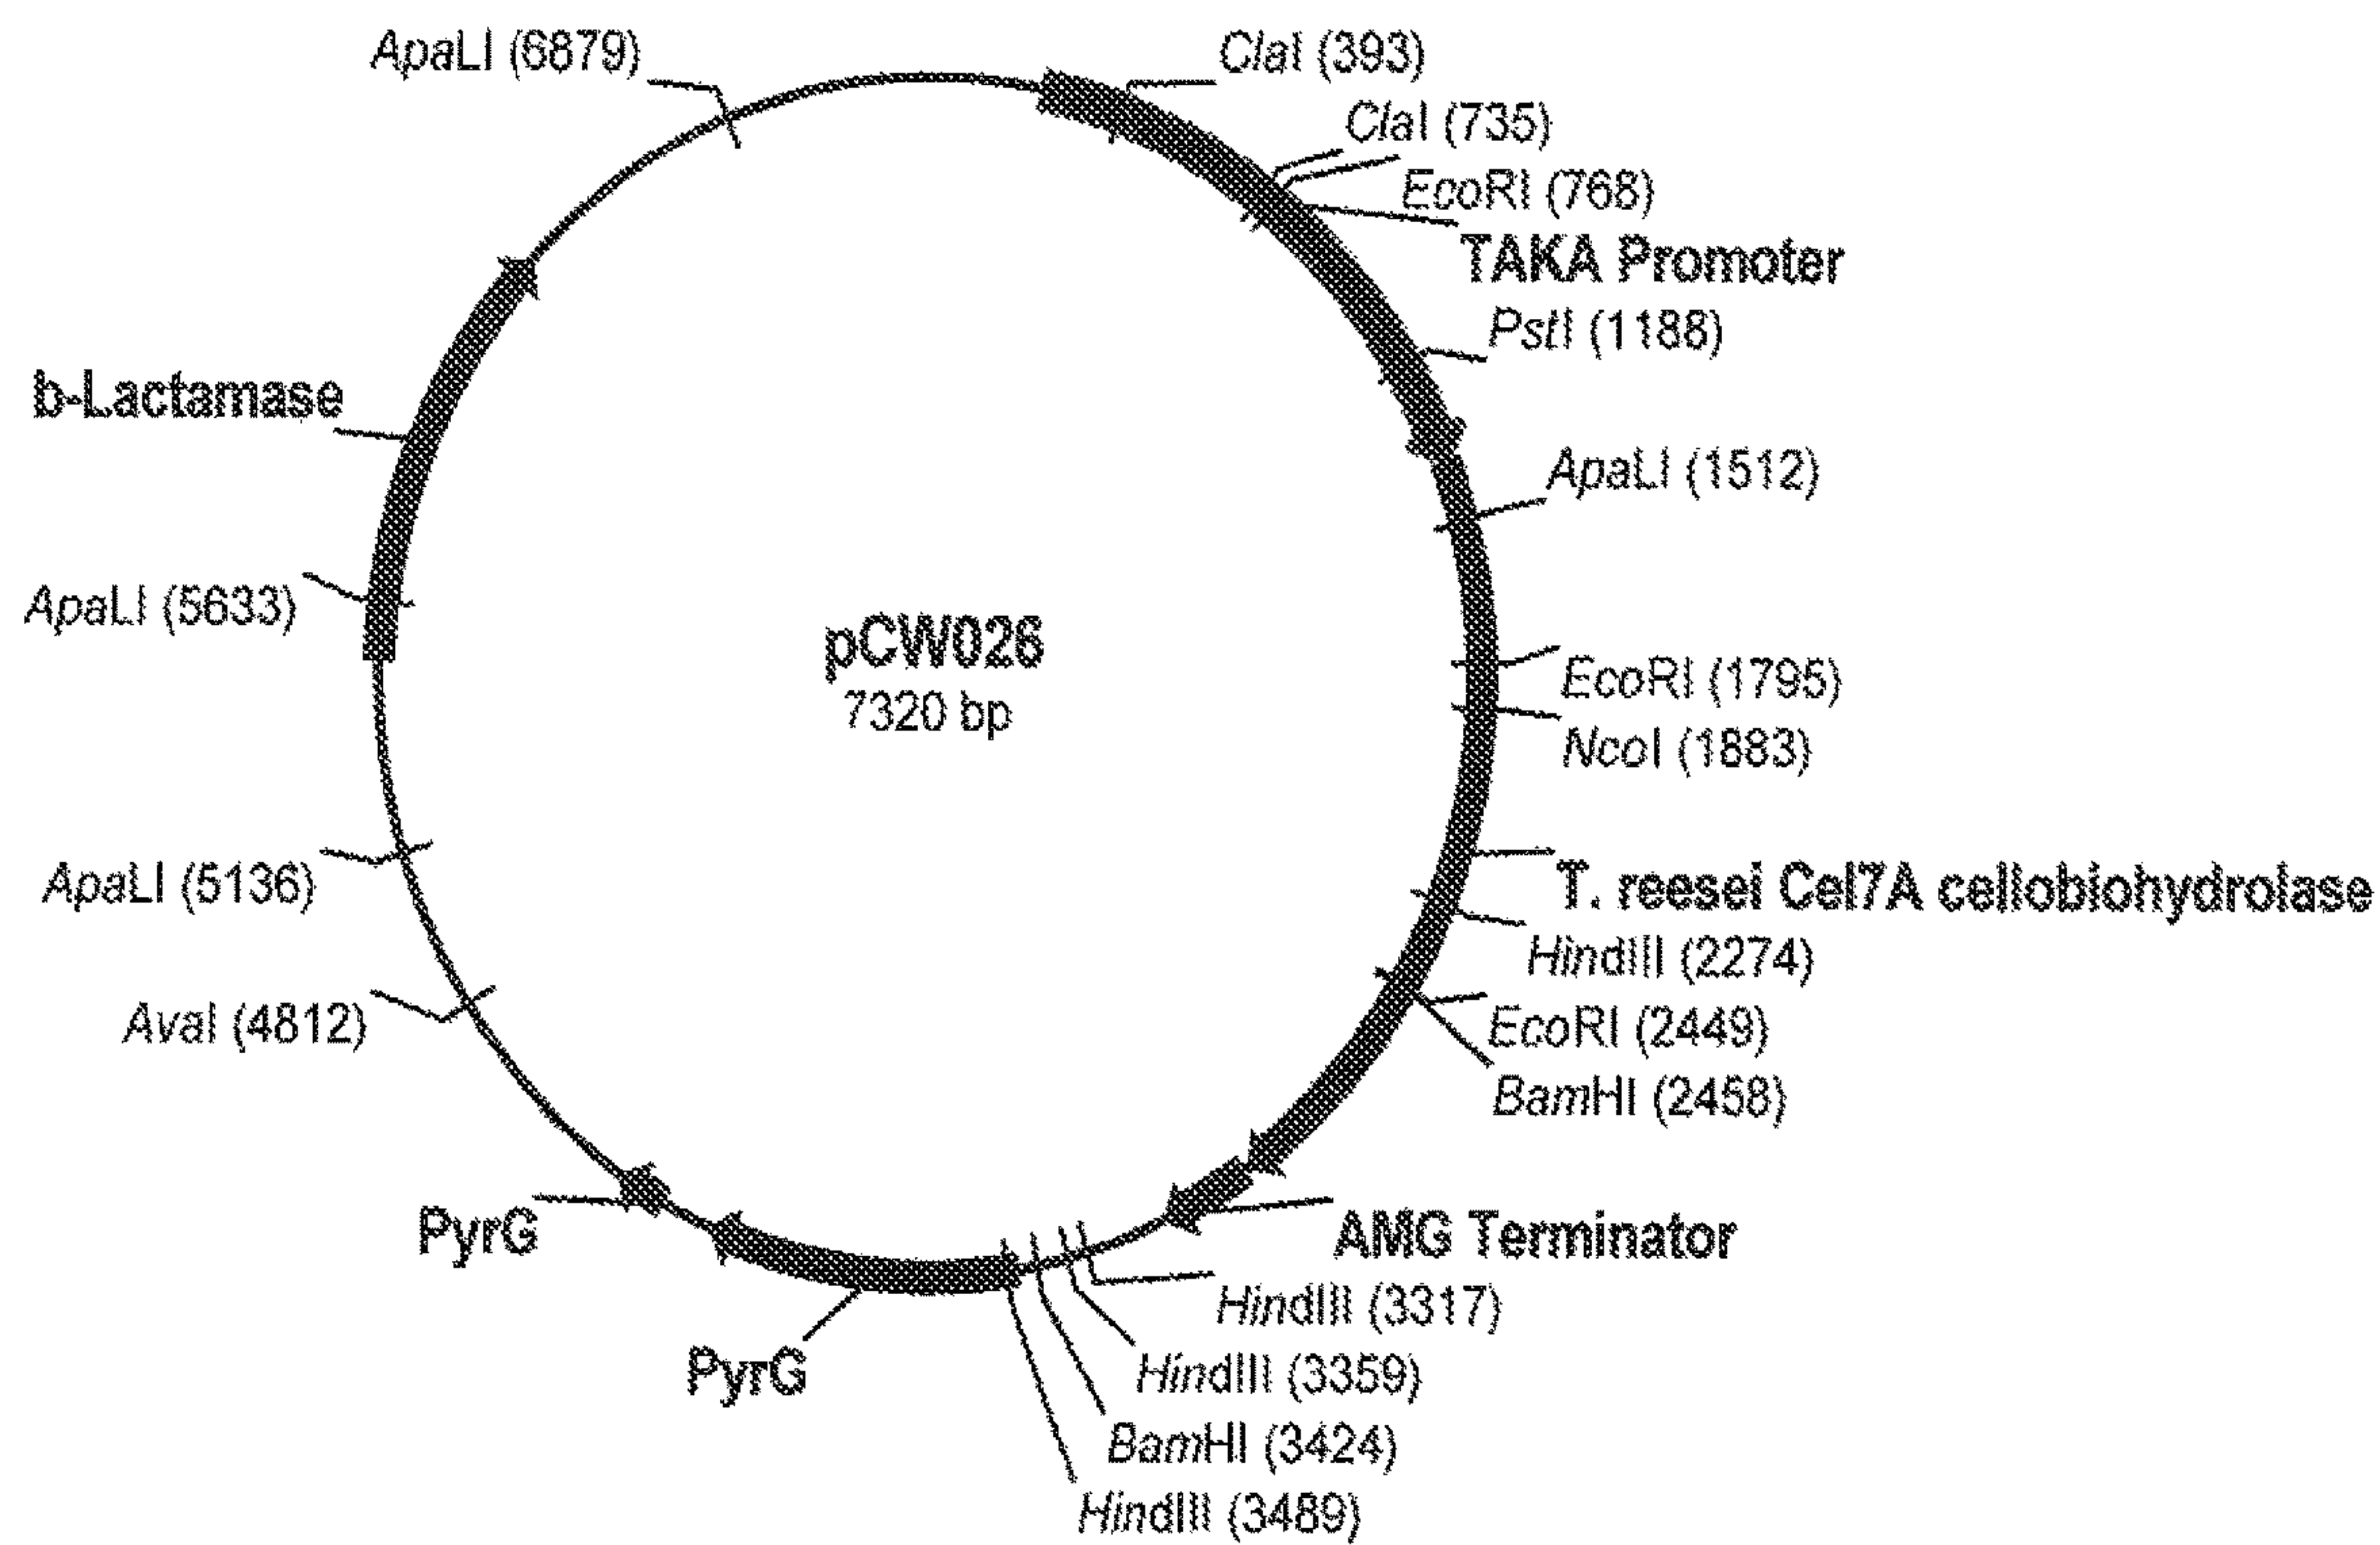 ApaLI (6879)
ClaI (393)
ClaI (735)
EcoRI (768)
TAKA Promoter
PstI (1188)
ApaLI (1512)
EcoRI (1795)
NcoI (1883)
T. reesei Cel7A cellobiohydrolase
HindIII (2274)
EcoRI (2449)
BamHI (2458)
AMG Terminator
HindIII (3317)
HindIII (3359)
BamHI (3424)
HindIII (3489)
PyrG
PyrG
AvaI (4812)
ApaLI (5136)
ApaLI (5633)
b-Lactamase
pCW026
7320 bp